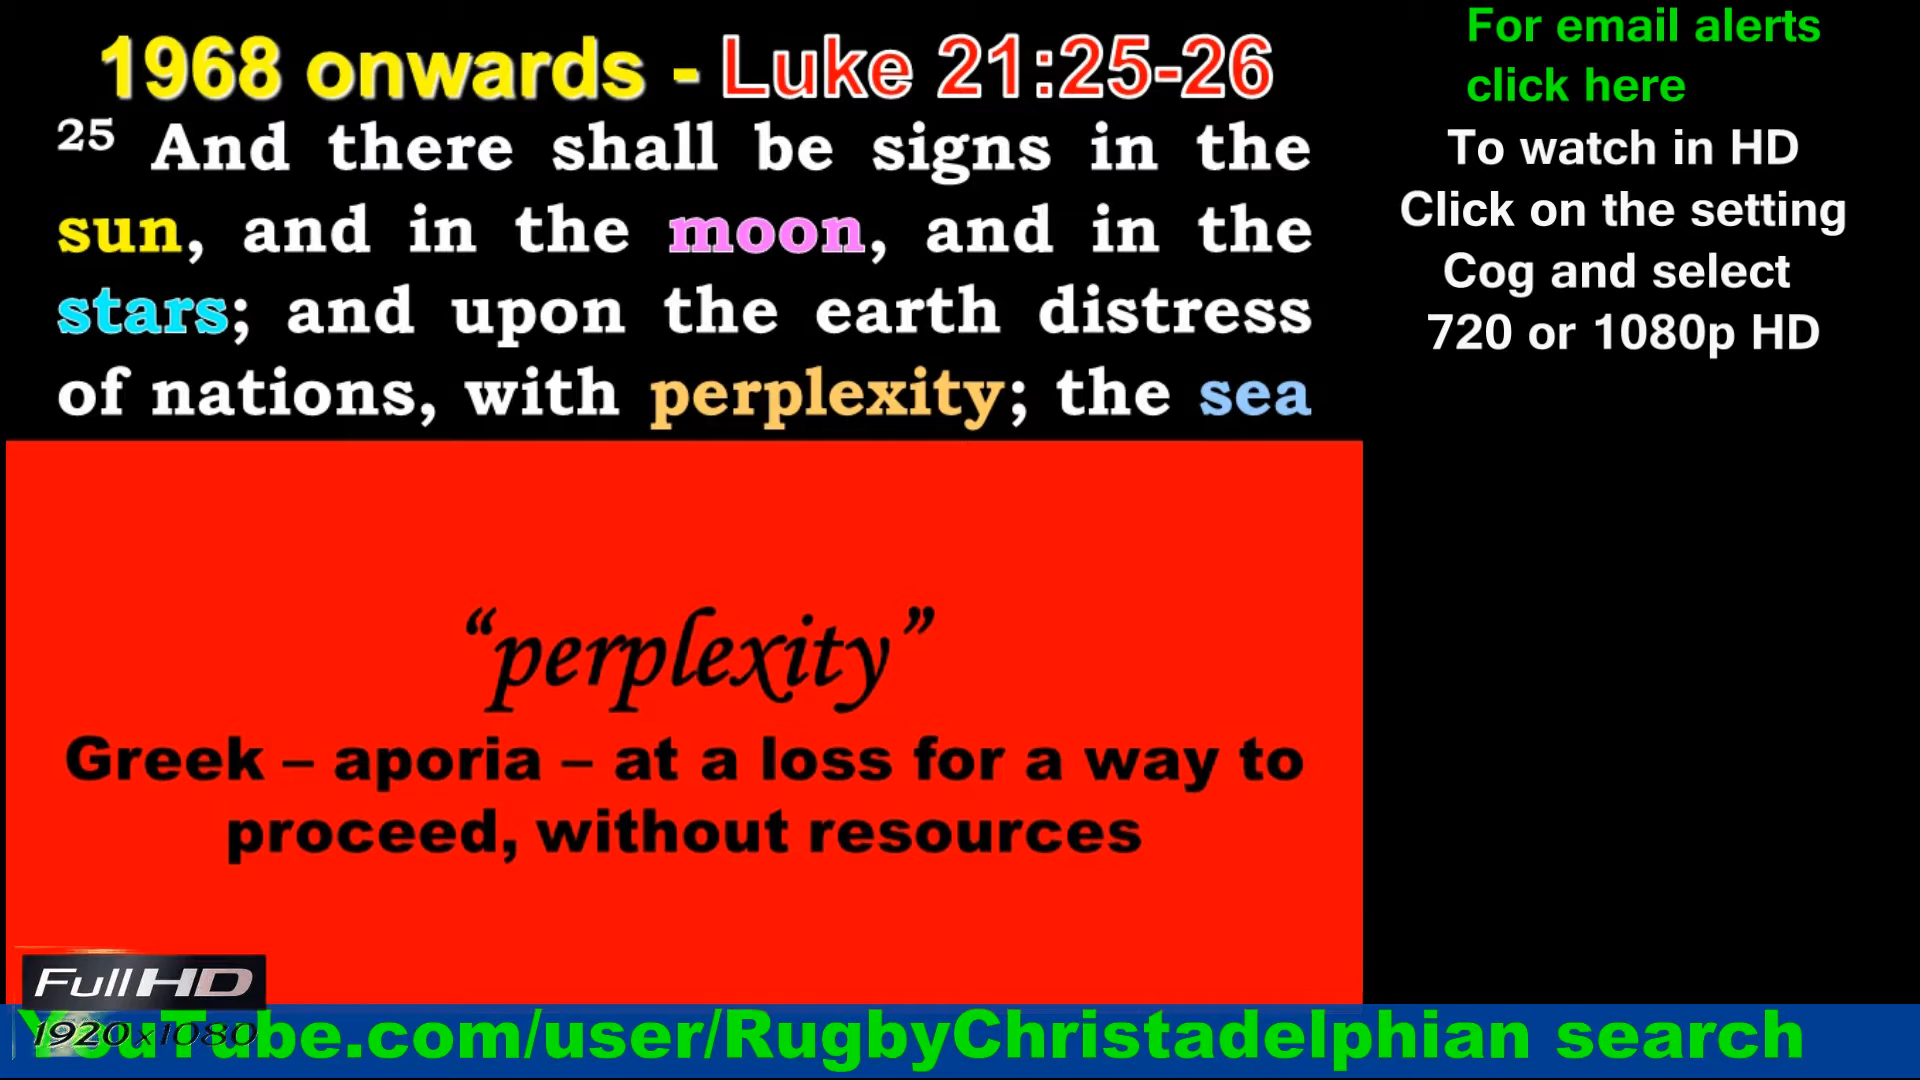 1968 onwards - Luke 21:25-26
25 And there shall be signs in the
sun, and in the moon, and in the
stars; and upon the earth distress
of nations, with perplexity; the sea
“perplexity”
Greek – aporia – at a loss for a way to
proceed, without resources
For email alerts
click here
To watch in HD
Click on the setting
Cog and select
720 or 1080p HD
Full HD
1920x1080
YouTube.com/user/RugbyChristadelphian search